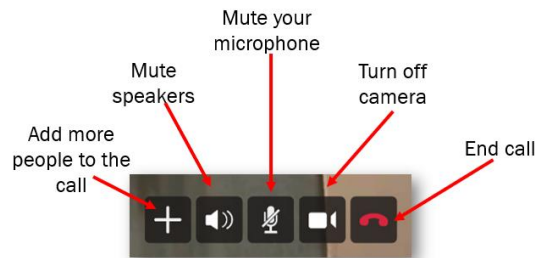 Mute your
microphone
Mute
speakers
Turn off
camera
Add more
people to the
call
End call